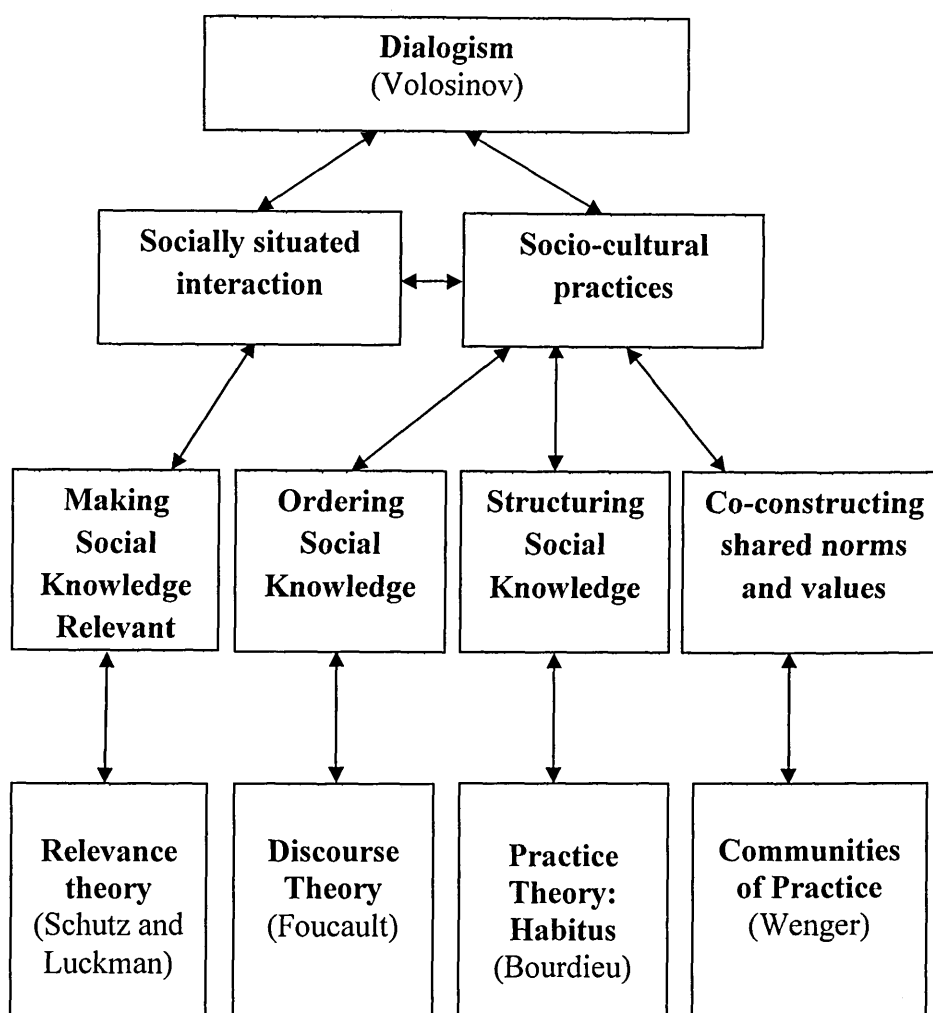 Dialogism
(Volosinov)
Socially situated
interaction
Socio-cultural
practices
Making
Social
Knowledge
Relevant
Ordering
Social
Knowledge
Structuring
Social
Knowledge
Co-constructing
shared norms
and values
Relevance
theory
(Schutz and
Luckman)
Discourse
Theory
(Foucault)
Practice
Theory:
Habitus
(Bourdieu)
Communities
of Practice
(Wenger)